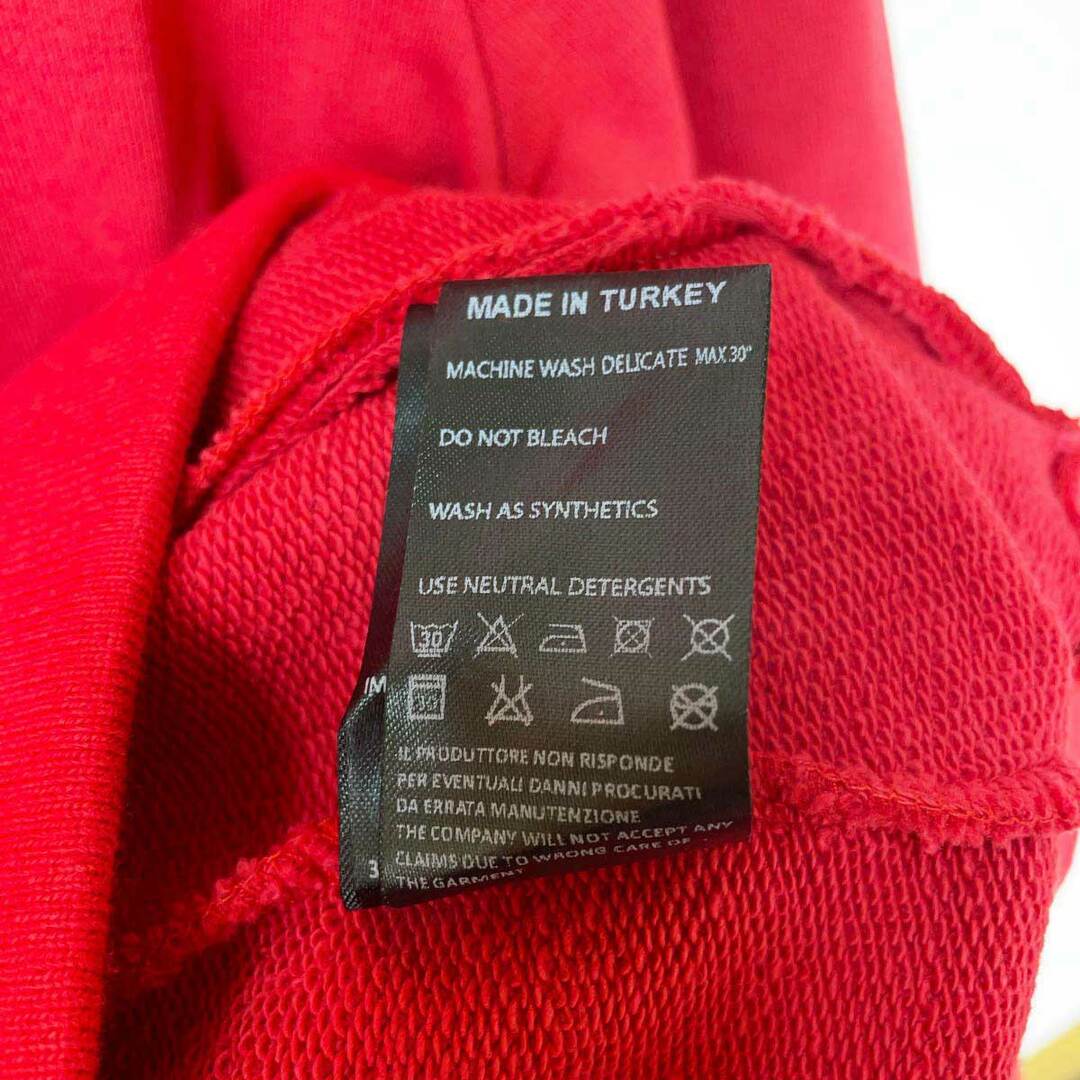 MADE IN TURKEY
MACHINE WASH DELICATE MAX 30°
DO NOT BLEACH
WASH AS SYNTHETICS
USE NEUTRAL DETERGENTS
30
IM
IL PRODUTTORE NON RISPONDE
PER EVENTUALI DANNI PROCURATI
DA ERRATA MANUTENZIONE
THE COMPANY WILL NOT ACCEPT ANY
CLAIMS DUE TO WRONG CARE OF
THE GARMENT
3